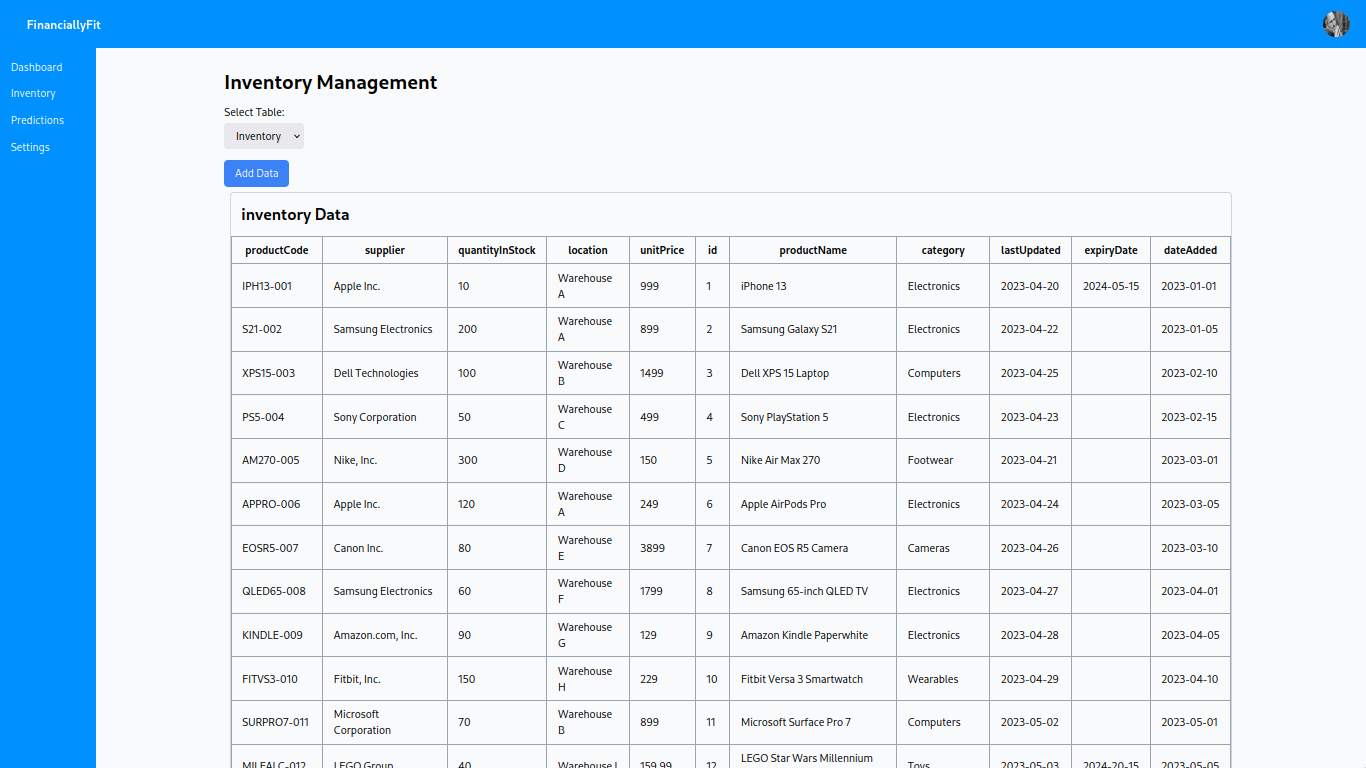 FinanciallyFit
Dashboard
Inventory
Predictions
Settings
Inventory Management
Select Table:
Inventory
Add Data
inventory Data
productCode supplier quantityInStock location unitPrice id productName category lastUpdated expiryDate dateAdded
IPH13-001 Apple Inc. 10 Warehouse A 999 1 iPhone 13 Electronics 2023-04-20 2024-05-15 2023-01-01
S21-002 Samsung Electronics 200 Warehouse A 899 2 Samsung Galaxy S21 Electronics 2023-04-22 2023-01-05
XPS15-003 Dell Technologies 100 Warehouse B 1499 3 Dell XPS 15 Laptop Computers 2023-04-25 2023-02-10
PS5-004 Sony Corporation 50 Warehouse C 499 4 Sony PlayStation 5 Electronics 2023-04-23 2023-02-15
AM270-005 Nike, Inc. 300 Warehouse D 150 5 Nike Air Max 270 Footwear 2023-04-21 2023-03-01
APPRO-006 Apple Inc. 120 Warehouse A 249 6 Apple AirPods Pro Electronics 2023-04-24 2023-03-05
EOSR5-007 Canon Inc. 80 Warehouse E 3899 7 Canon EOS R5 Camera Cameras 2023-04-26 2023-03-10
QLED65-008 Samsung Electronics 60 Warehouse F 1799 8 Samsung 65-inch QLED TV Electronics 2023-04-27 2023-04-01
KINDLE-009 Amazon.com, Inc. 90 Warehouse G 129 9 Amazon Kindle Paperwhite Electronics 2023-04-28 2023-04-05
FITVS3-010 Fitbit, Inc. 150 Warehouse H 229 10 Fitbit Versa 3 Smartwatch Wearables 2023-04-29 2023-04-10
SURPRO7-011 Microsoft Corporation 70 Warehouse B 899 11 Microsoft Surface Pro 7 Computers 2023-05-02 2023-05-01
MILFALC-012 LEGO Group 40 Warehouse I 159.99 12 LEGO Star Wars Millennium Toys 2023-05-03 2024-20-15 2023-05-05